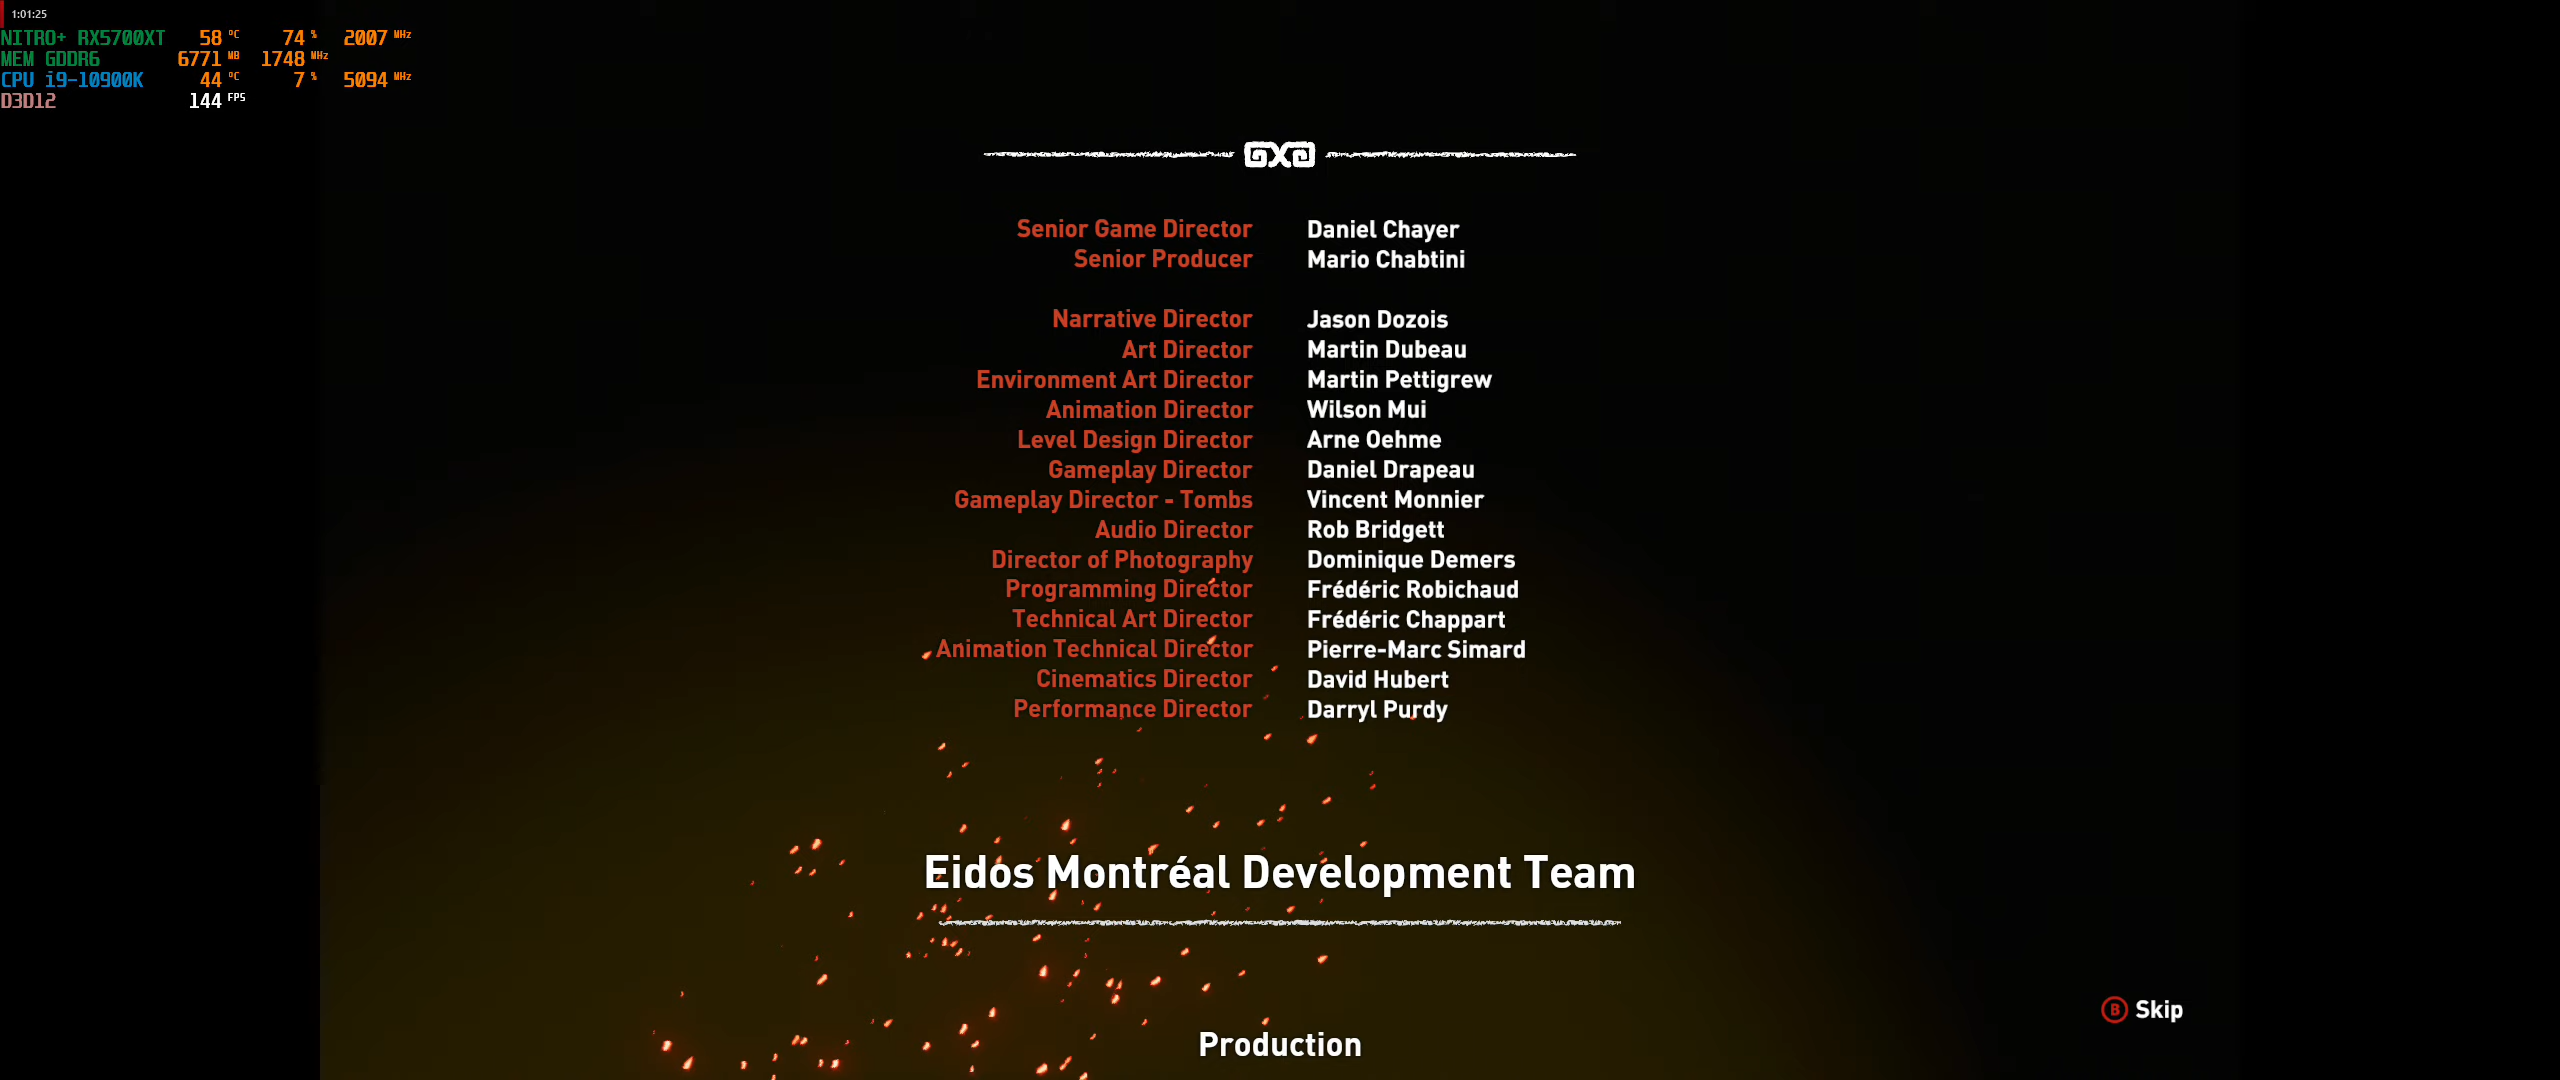 1:01:25
NITRO+ RX5700XT 58 °C 74 % 2007 MHz
MEM GDDR6 6771 MB 1748 MHz
CPU i9-10900K 44 °C 7 % 5094 MHz
D3D12 144 FPS
Senior Game Director Daniel Chayer
Senior Producer Mario Chabtini
Narrative Director Jason Dozois
Art Director Martin Dubeau
Environment Art Director Martin Pettigrew
Animation Director Wilson Mui
Level Design Director Arne Oehme
Gameplay Director Daniel Drapeau
Gameplay Director - Tombs Vincent Monnier
Audio Director Rob Bridgett
Director of Photography Dominique Demers
Programming Director Frédéric Robichaud
Technical Art Director Frédéric Chappart
Animation Technical Director Pierre-Marc Simard
Cinematics Director David Hubert
Performance Director Darryl Purdy
Eidos Montréal Development Team
B Skip
Production